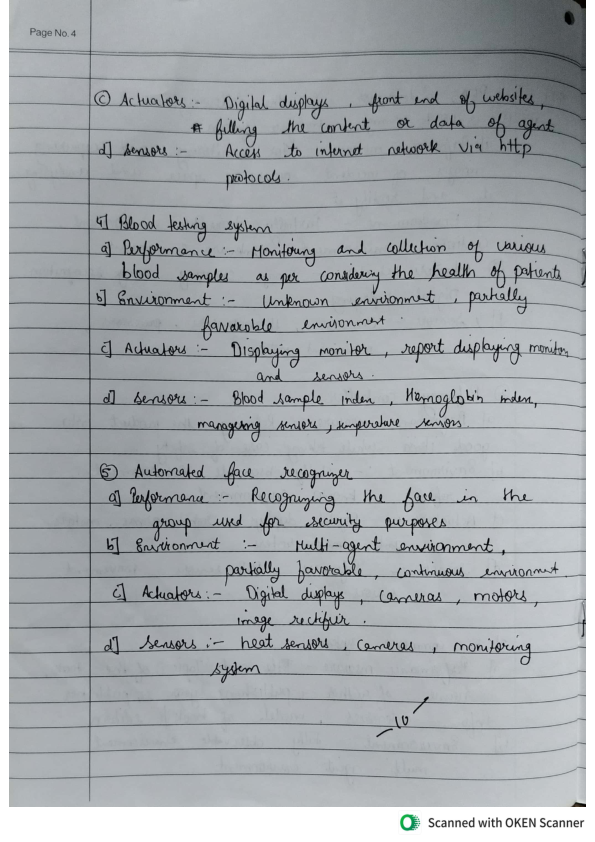 Page No. 4
c) Actuators :- Digital displays , front end of websites,
# filling the content or data of agent
d] Sensors :- Access to internet network via http
protocols.
4] Blood testing system
a] Performance :- Monitoring and collection of various
blood samples as per considering the health of patients
b] Environment :- Unknown environment , partially
favarable environment.
c] Actuators :- Displaying monitor , report displaying monitor,
and sensors.
d] Sensors :- Blood sample index , Hemoglobin index,
managering sensors , temperature sensors.
5) Automated face recognizer
a] Performance :- Recognizing the face in the
group used for security purposes
b] Environment :- Multi-agent environment,
partially favorable , continuous environment.
c] Actuators :- Digital displays , cameras , motors,
image rectifier.
d] Sensors :- heat sensors , cameras , monitoring
system
10
Scanned with OKEN Scanner